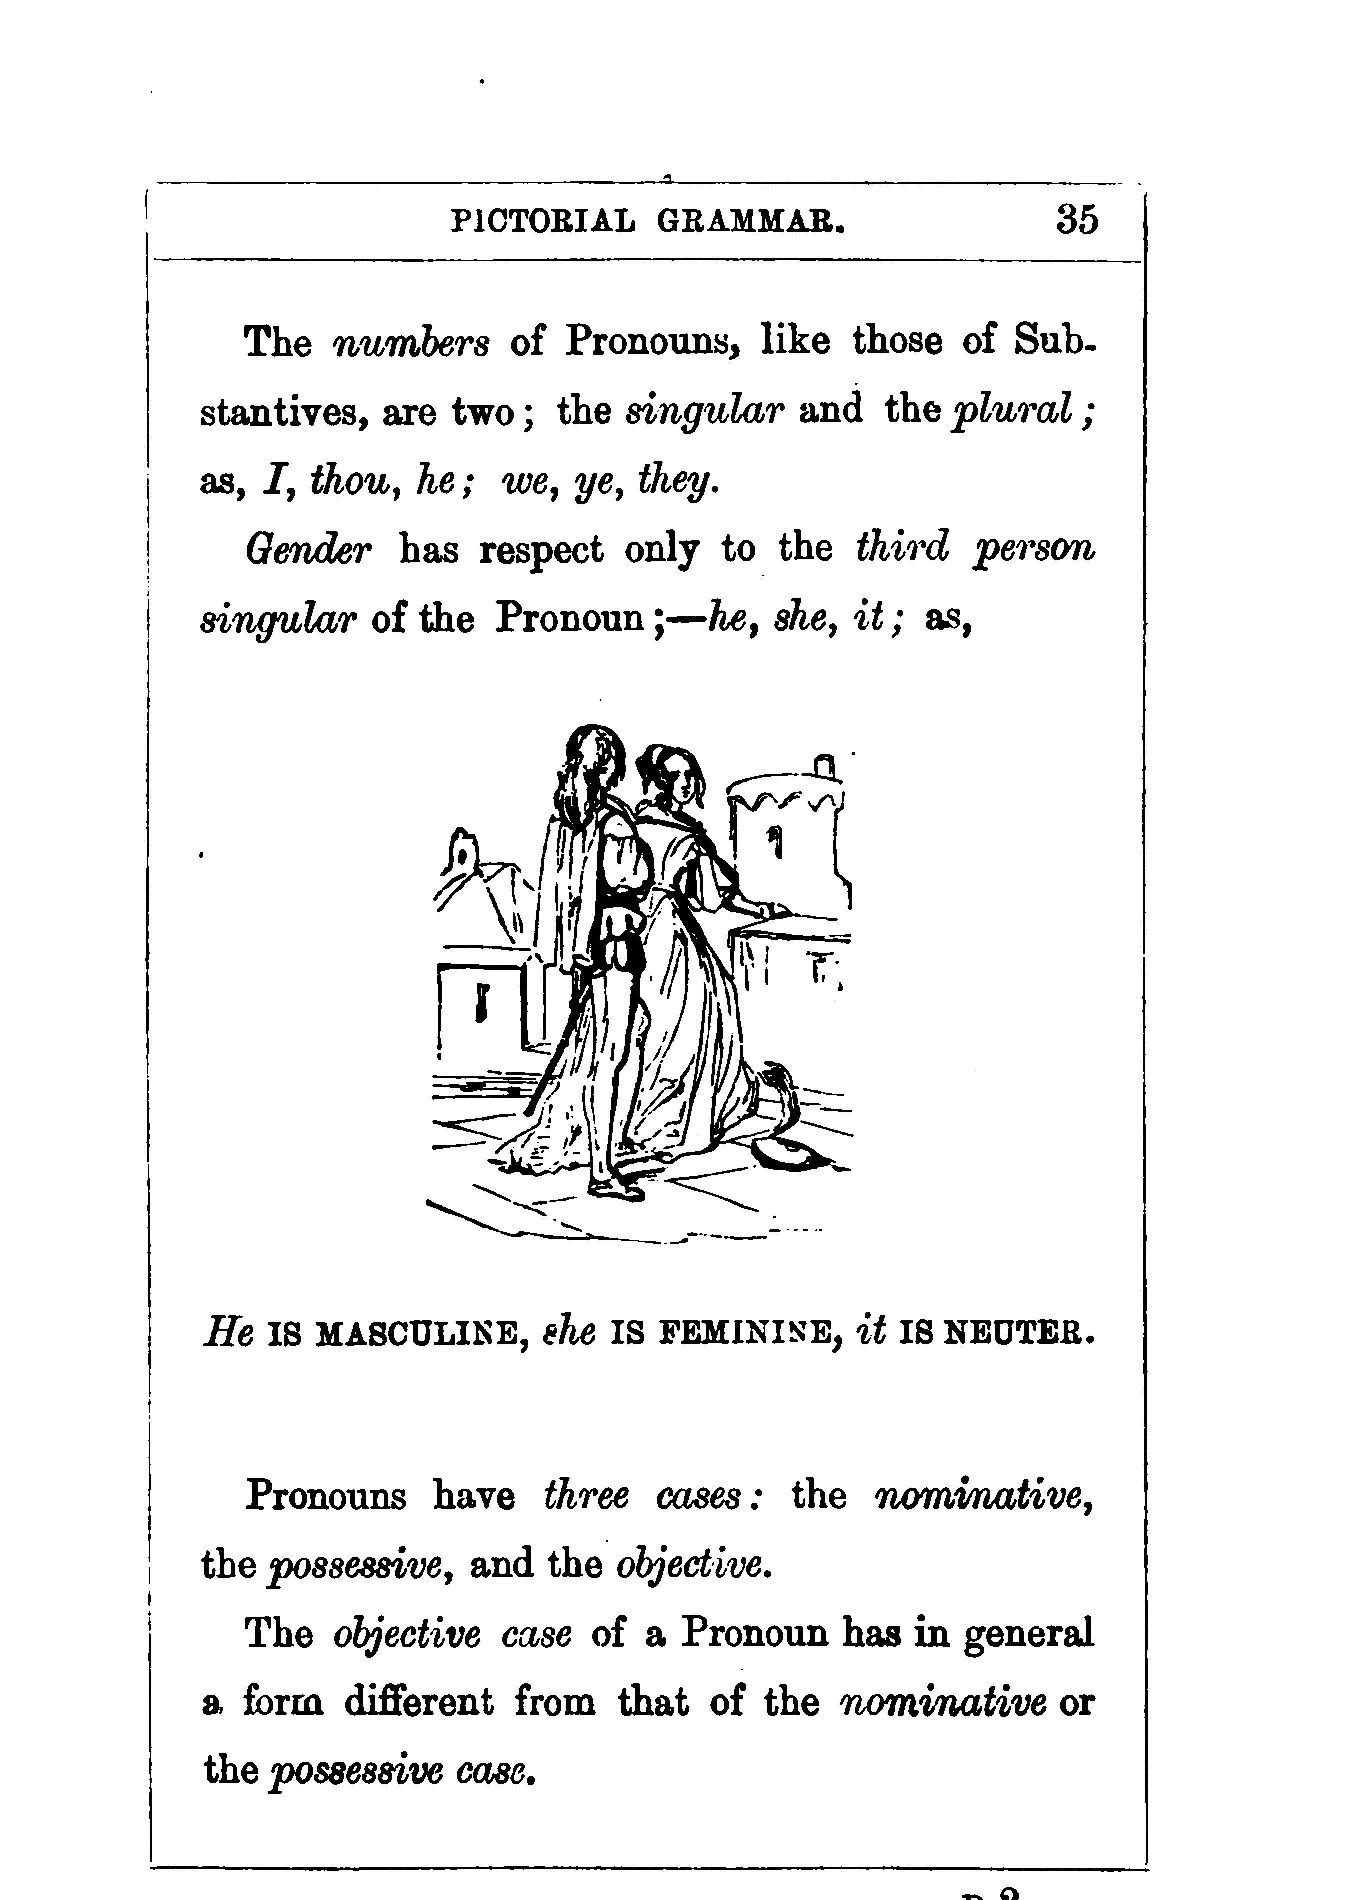 PICTORIAL GRAMMAR. 35
The numbers of Pronouns, like those of Sub-
stantives, are two; the singular and the plural;
as, I, thou, he; we, ye, they.
Gender has respect only to the third person
singular of the Pronoun;—he, she, it; as,
He IS MASCULINE, she IS FEMININE, it IS NEUTER.
Pronouns have three cases: the nominative,
the possessive, and the objective.
The objective case of a Pronoun has in general
a form different from that of the nominative or
the possessive case.